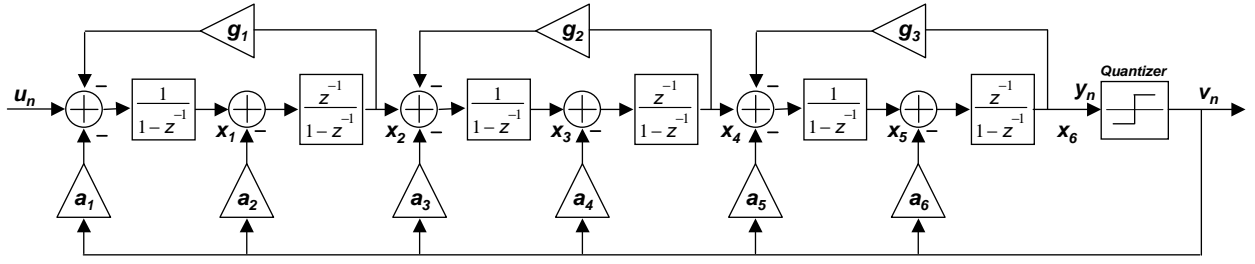 g1
g2
g3
un
1
1 - z^-1
x1
z^-1
1 - z^-1
x2
1
1 - z^-1
x3
z^-1
1 - z^-1
x4
1
1 - z^-1
x5
z^-1
1 - z^-1
x6
yn
Quantizer
vn
a1
a2
a3
a4
a5
a6